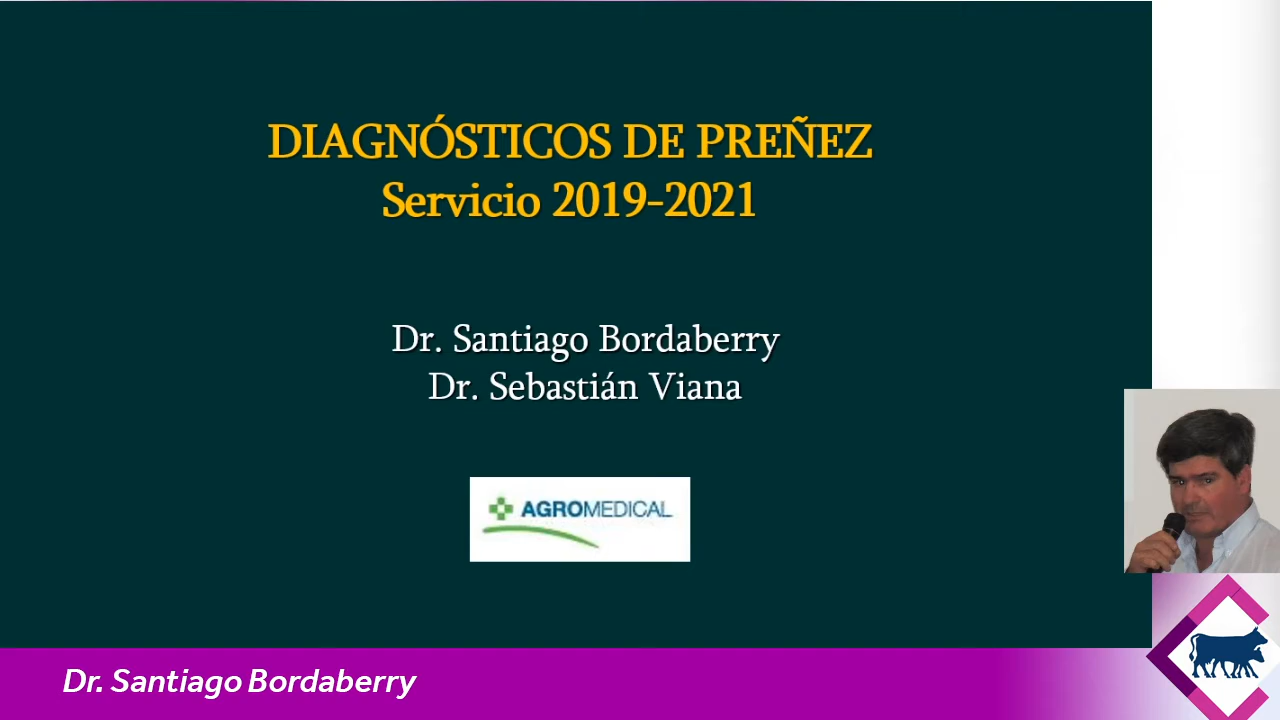 DIAGNÓSTICOS DE PREÑEZ
Servicio 2019-2021
Dr. Santiago Bordaberry
Dr. Sebastián Viana
AGROMEDICAL
Dr. Santiago Bordaberry